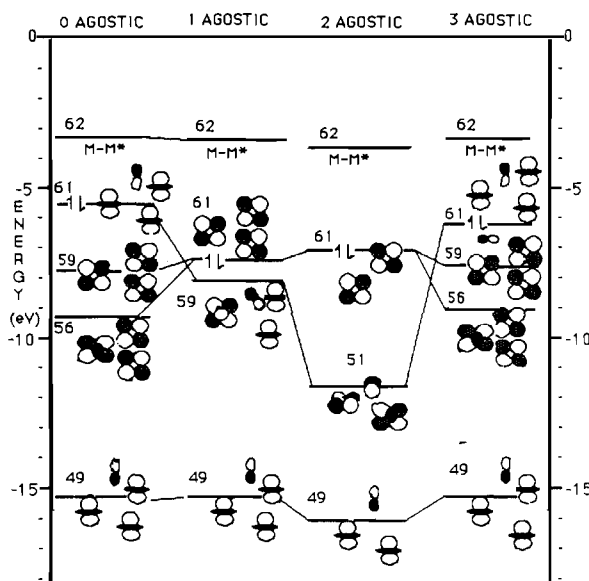 0 AGOSTIC 1 AGOSTIC 2 AGOSTIC 3 AGOSTIC
0 0
62 62 62 62
M-M* M-M* M-M* M-M*
-5 -5
61 61 61 61
59 59 59
56 56
ENERGY
(eV)
-10 -10
51
49 49 49 49
-15 -15